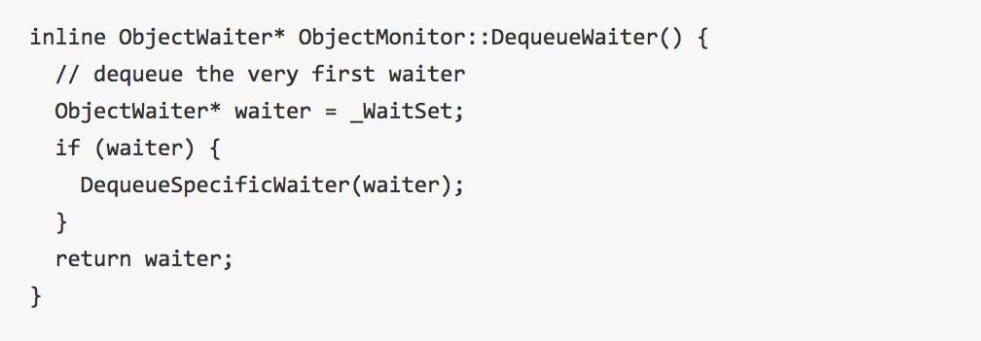 inline ObjectWaiter* ObjectMonitor::DequeueWaiter() {
  // dequeue the very first waiter
  ObjectWaiter* waiter = _WaitSet;
  if (waiter) {
    DequeueSpecificWaiter(waiter);
  }
  return waiter;
}